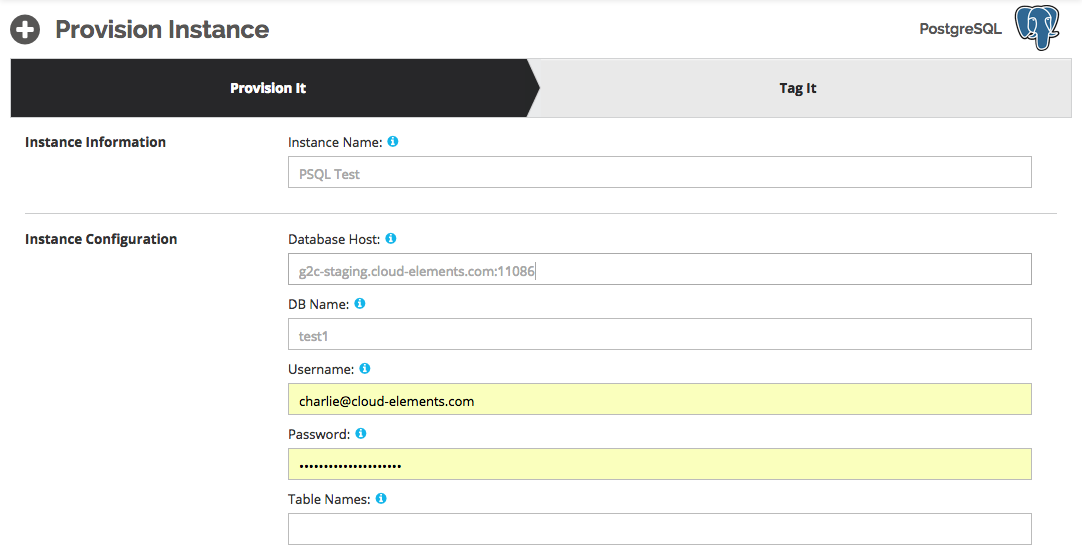 Provision Instance
PostgreSQL
Provision It
Tag It
Instance Information
Instance Name:
PSQL Test
Instance Configuration
Database Host:
g2c-staging.cloud-elements.com:11086
DB Name:
test1
Username:
charlie@cloud-elements.com
Password:
•••••••••••••••••••••
Table Names: